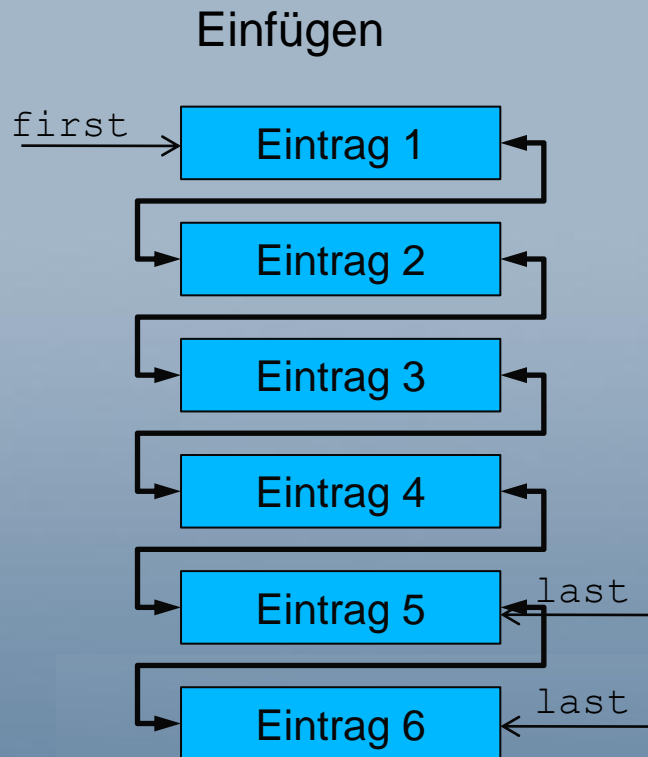 Einfügen
first
Eintrag 1
Eintrag 2
Eintrag 3
Eintrag 4
Eintrag 5
last
Eintrag 6
last